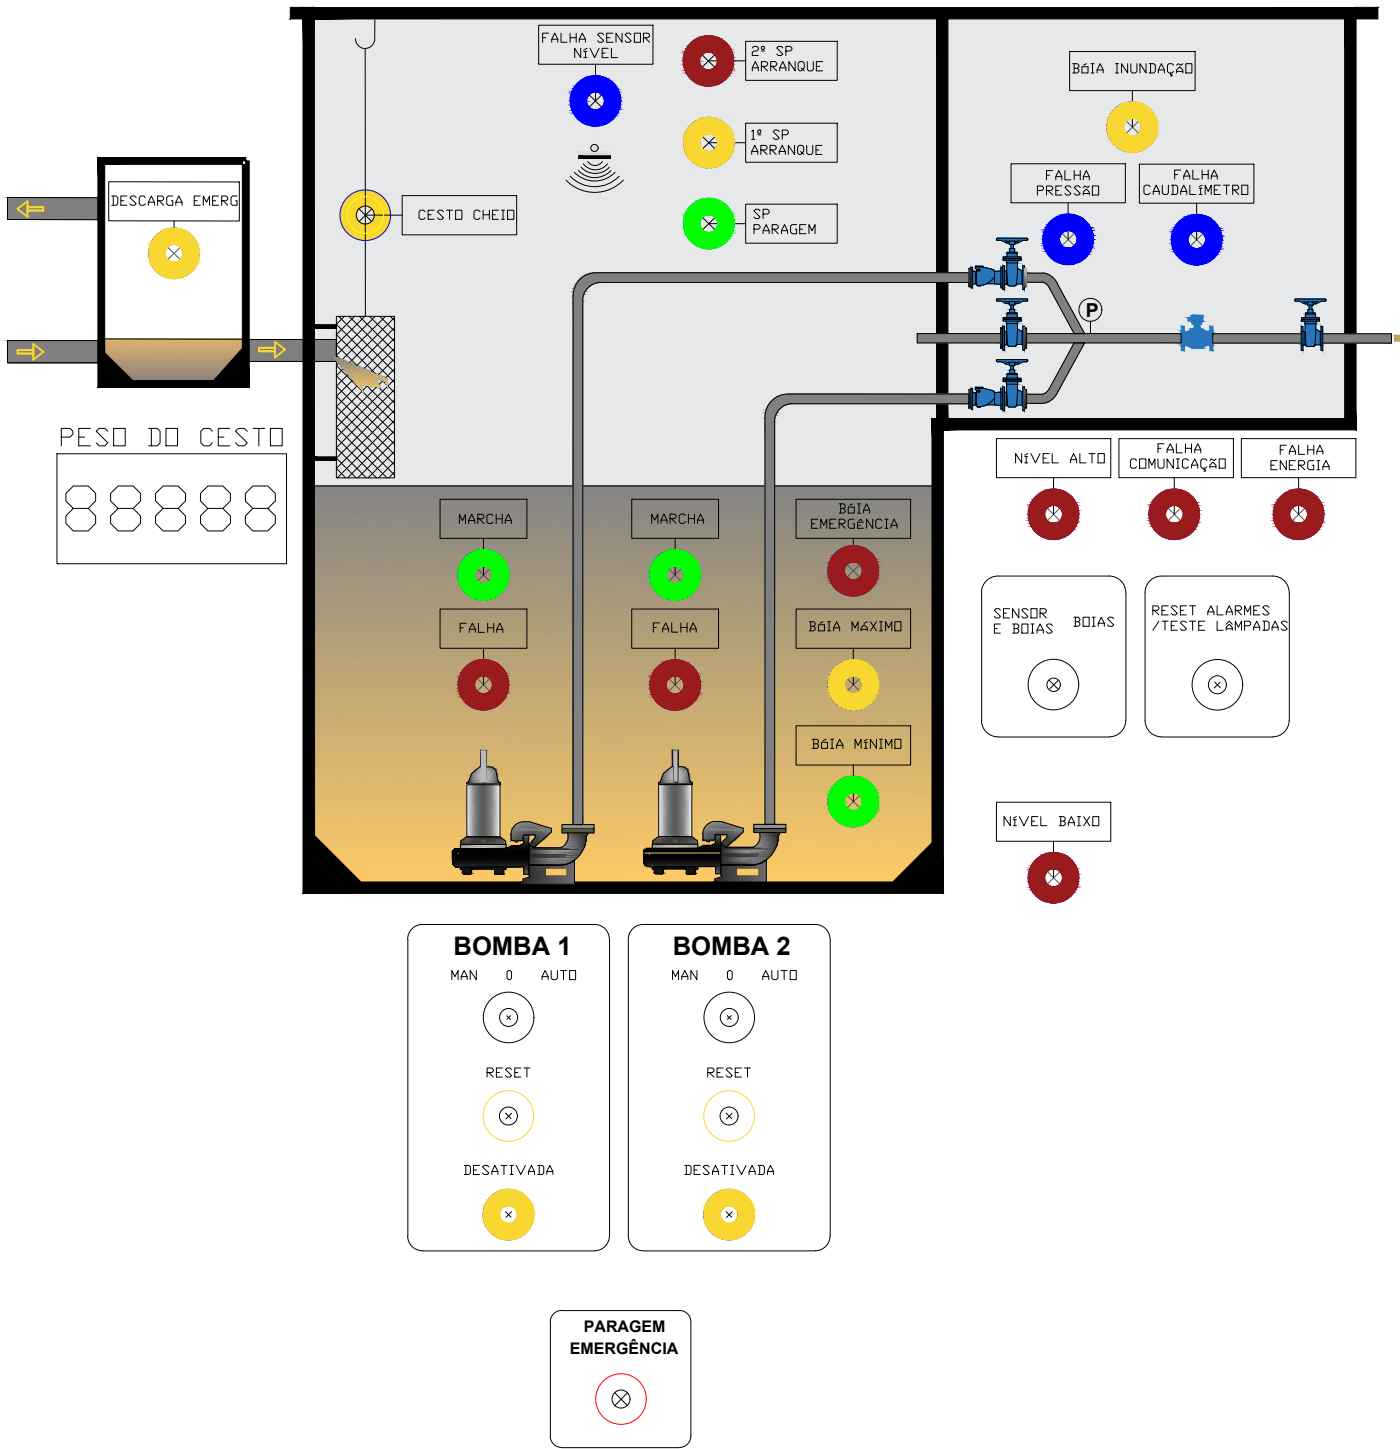 FALHA SENSOR
NíVEL
2º SP
ARRANQUE
BóIA INUNDAÇãO
1º SP
ARRANQUE
FALHA
PRESSãO
FALHA
CAUDALíMETRO
DESCARGA EMERG
CESTO CHEIO
SP
PARAGEM
P
PESO DO CESTO
88888
NíVEL ALTO
FALHA
COMUNICAÇãO
FALHA
ENERGIA
MARCHA
MARCHA
BóIA
EMERGêNCIA
FALHA
FALHA
BóIA MáXIMO
SENSOR
E BOIAS
BOIAS
RESET ALARMES
/TESTE LâMPADAS
BóIA MíNIMO
NíVEL BAIXO
BOMBA 1
MAN 0 AUTO
RESET
DESATIVADA
BOMBA 2
MAN 0 AUTO
RESET
DESATIVADA
PARAGEM
EMERGÊNCIA